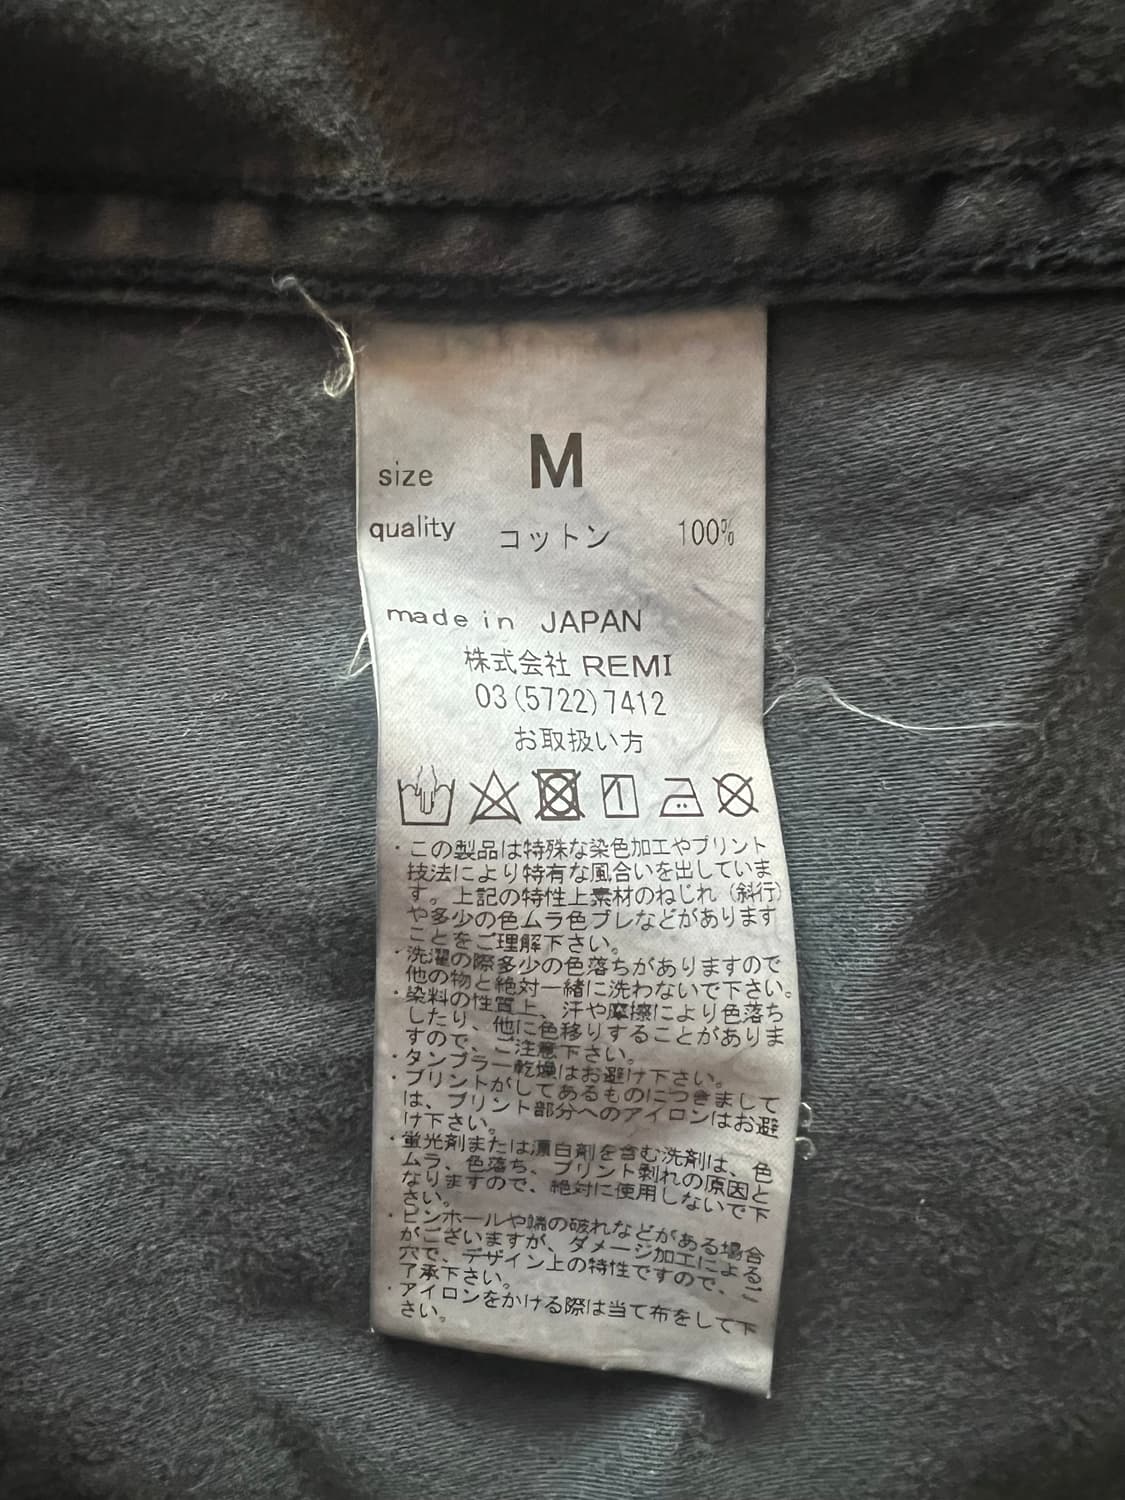 size M
quality コットン 100%
made in JAPAN
株式会社 REMI
03(5722)7412
お取扱い方
・この製品は特殊な染色加工やプリント
技法により特有な風合いを出していま
す。上記の特性上素材のねじれ（斜行）
や多少の色ムラ色ブレなどがあります
ことをご理解下さい。
・洗濯の際多少の色落ちがありますので
他の物と絶対一緒に洗わないで下さい。
・染料の性質上、汗や摩擦により色落ち
したり、他に色移りすることがありま
すので、ご注意下さい。
・タンブラー乾燥はお避け下さい。
・プリントがしてあるものにつきまして
は、プリント部分へのアイロンはお避
け下さい。
・蛍光剤または漂白剤を含む洗剤は、色
ムラ、色落ち、プリント剥れの原因と
なりますので、絶対に使用しないで下
さい。
・ピンホールや端の破れなどがある場合
がございますが、ダメージ加工による
穴で、デザイン上の特性ですので、ご
了承下さい。
・アイロンをかける際は当て布をして下
さい。